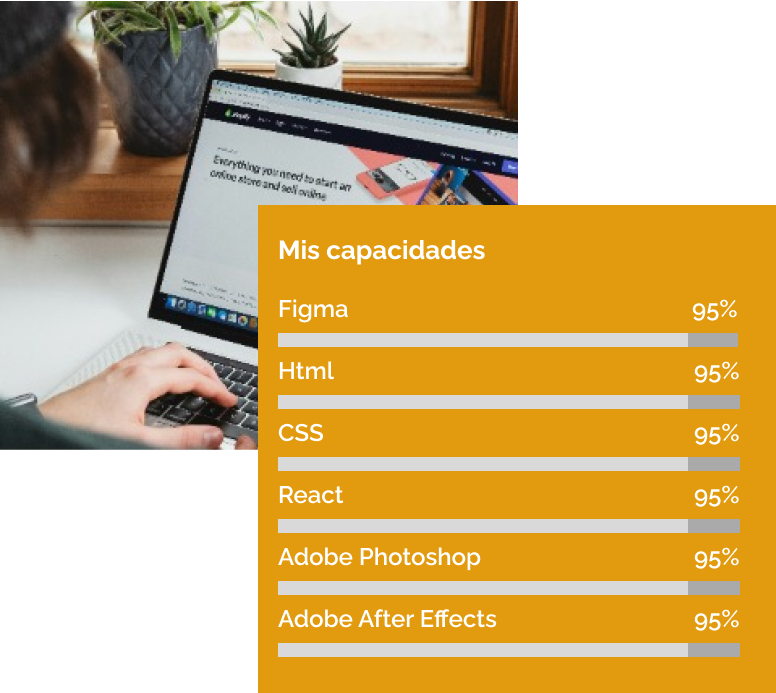 Everything you need to start an
online store and sell online
Mis capacidades
Figma 95%
Html 95%
CSS 95%
React 95%
Adobe Photoshop 95%
Adobe After Effects 95%